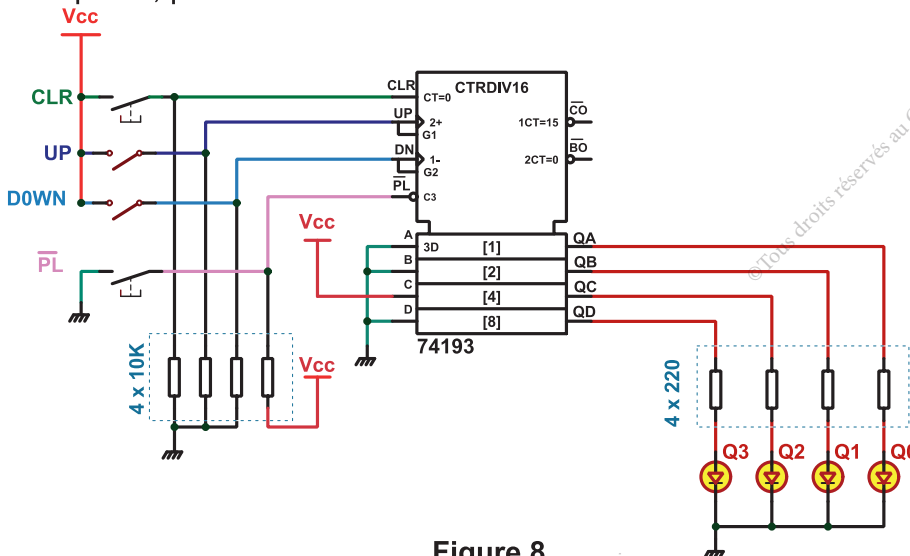 Vcc
CLR
UP
D0WN
PL
CLR
CTRDIV16
CT=0
UP
2+
G1
DN
1-
G2
PL
C3
1CT=15
CO
2CT=0
BO
Vcc
A
3D
[1]
QA
B
[2]
QB
C
[4]
QC
D
[8]
QD
74193
4 x 10K
Vcc
4 x 220
Q3
Q2
Q1
©Tous droits réservés au
Figure 8